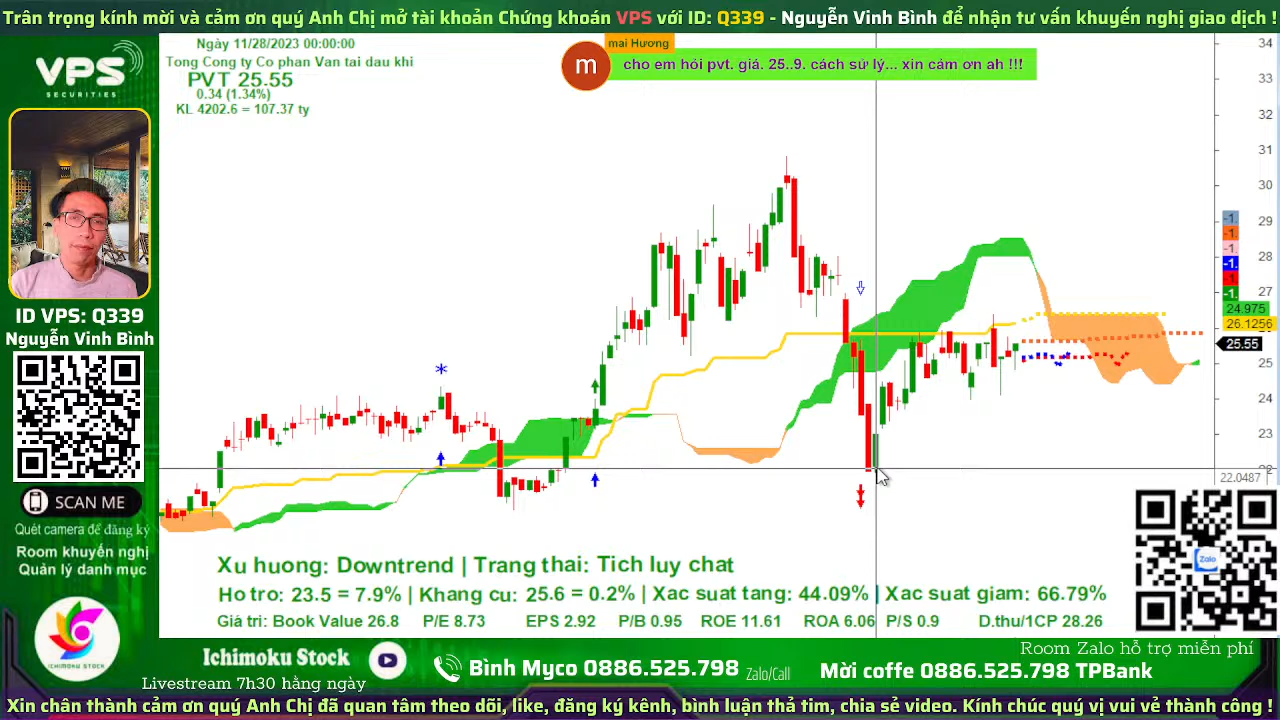 Trân trọng kính mời và cảm ơn quý Anh Chị mở tài khoản Chứng khoán VPS với ID: Q339 - Nguyễn Vinh Bình để nhận tư vấn khuyến nghị giao dịch !
VPS
SECURITIES
ID VPS: Q339
Nguyễn Vinh Bình
SCAN ME
Quét camera để đăng ký
Room khuyến nghị
Quản lý danh mục
ICHIMOKU STOCK
Ngày 11/28/2023 00:00:00
Tong Cong ty Co phan Van tai dau khi
PVT 25.55
0.34 (1.34%)
KL 4202.6 = 107.37 ty
m
mai Hương
cho em hỏi pvt. giá. 25..9. cách sử lý... xin cảm ơn ah !!!
34
33
32
31
30
29
28
27
25
24
23
-1.
-1.
-1.
-1.
-1.
-1.
24.975
26.1256
25.55
22.0487
Zalo
Xu huong: Downtrend | Trang thai: Tich luy chat
Ho tro: 23.5 = 7.9% | Khang cu: 25.6 = 0.2% | Xac suat tang: 44.09% | Xac suat giam: 66.79%
Giá trị: Book Value 26.8 P/E 8.73 EPS 2.92 P/B 0.95 ROE 11.61 ROA 6.06 P/S 0.9 D.thu/1CP 28.26
Ichimoku Stock
Livestream 7h30 hằng ngày
Bình Myco 0886.525.798 Zalo/Call
Room Zalo hỗ trợ miễn phí
Mời coffe 0886.525.798 TPBank
Xin chân thành cảm ơn quý Anh Chị đã quan tâm theo dõi, like, đăng ký kênh, bình luận thả tim, chia sẻ video. Kính chúc quý vị vui vẻ thành công !